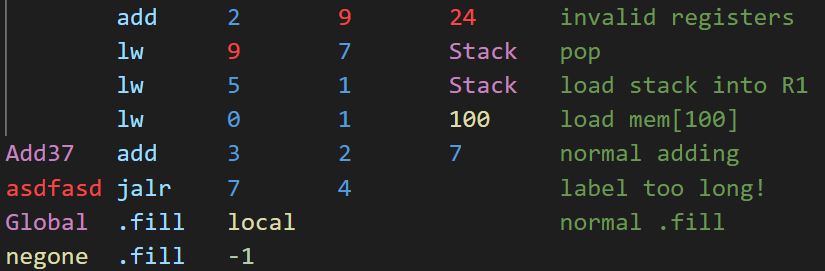 add 2 9 24 invalid registers
lw 9 7 Stack pop
lw 5 1 Stack load stack into R1
lw 0 1 100 load mem[100]
Add37 add 3 2 7 normal adding
asdfasd jalr 7 4 label too long!
Global .fill local normal .fill
negone .fill -1